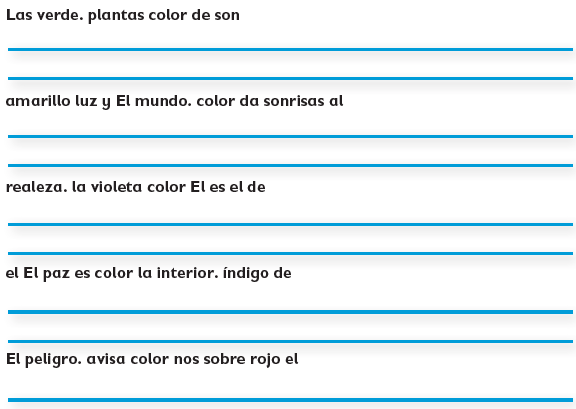 Las verde. plantas color de son
amarillo luz y El mundo. color da sonrisas al
realeza. la violeta color El es el de
el El paz es color la interior. índigo de
El peligro. avisa color nos sobre rojo el